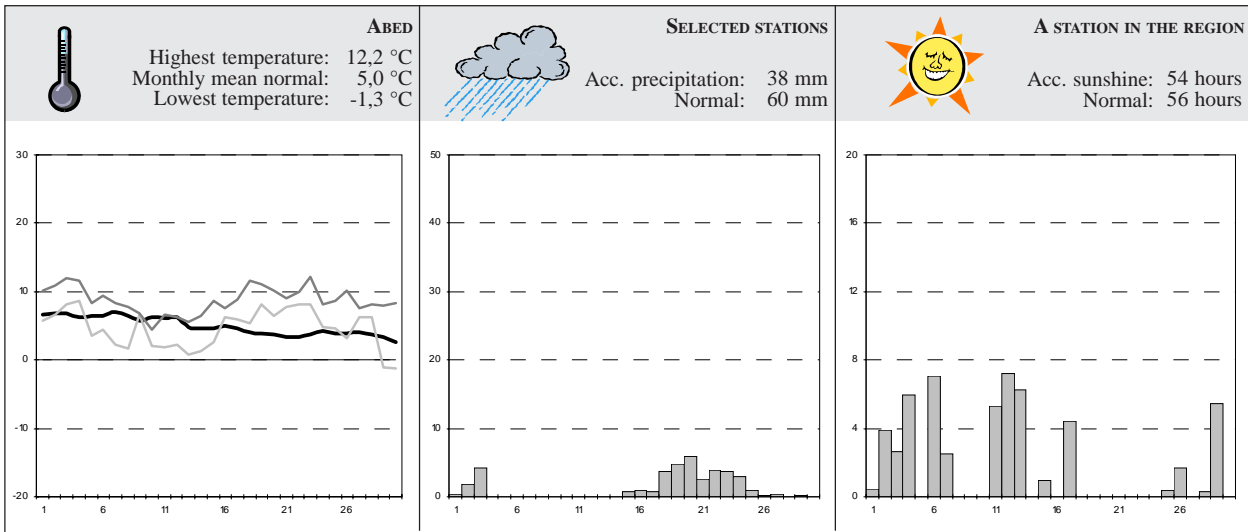 ABED
Highest temperature: 12,2 °C
Monthly mean normal: 5,0 °C
Lowest temperature: -1,3 °C
30
20
10
0
-10
-20
1 6 11 16 21 26
SELECTED STATIONS
Acc. precipitation: 38 mm
Normal: 60 mm
50
40
30
20
10
0
1 6 11 16 21 26
A STATION IN THE REGION
Acc. sunshine: 54 hours
Normal: 56 hours
20
16
12
8
4
0
1 6 11 16 21 26